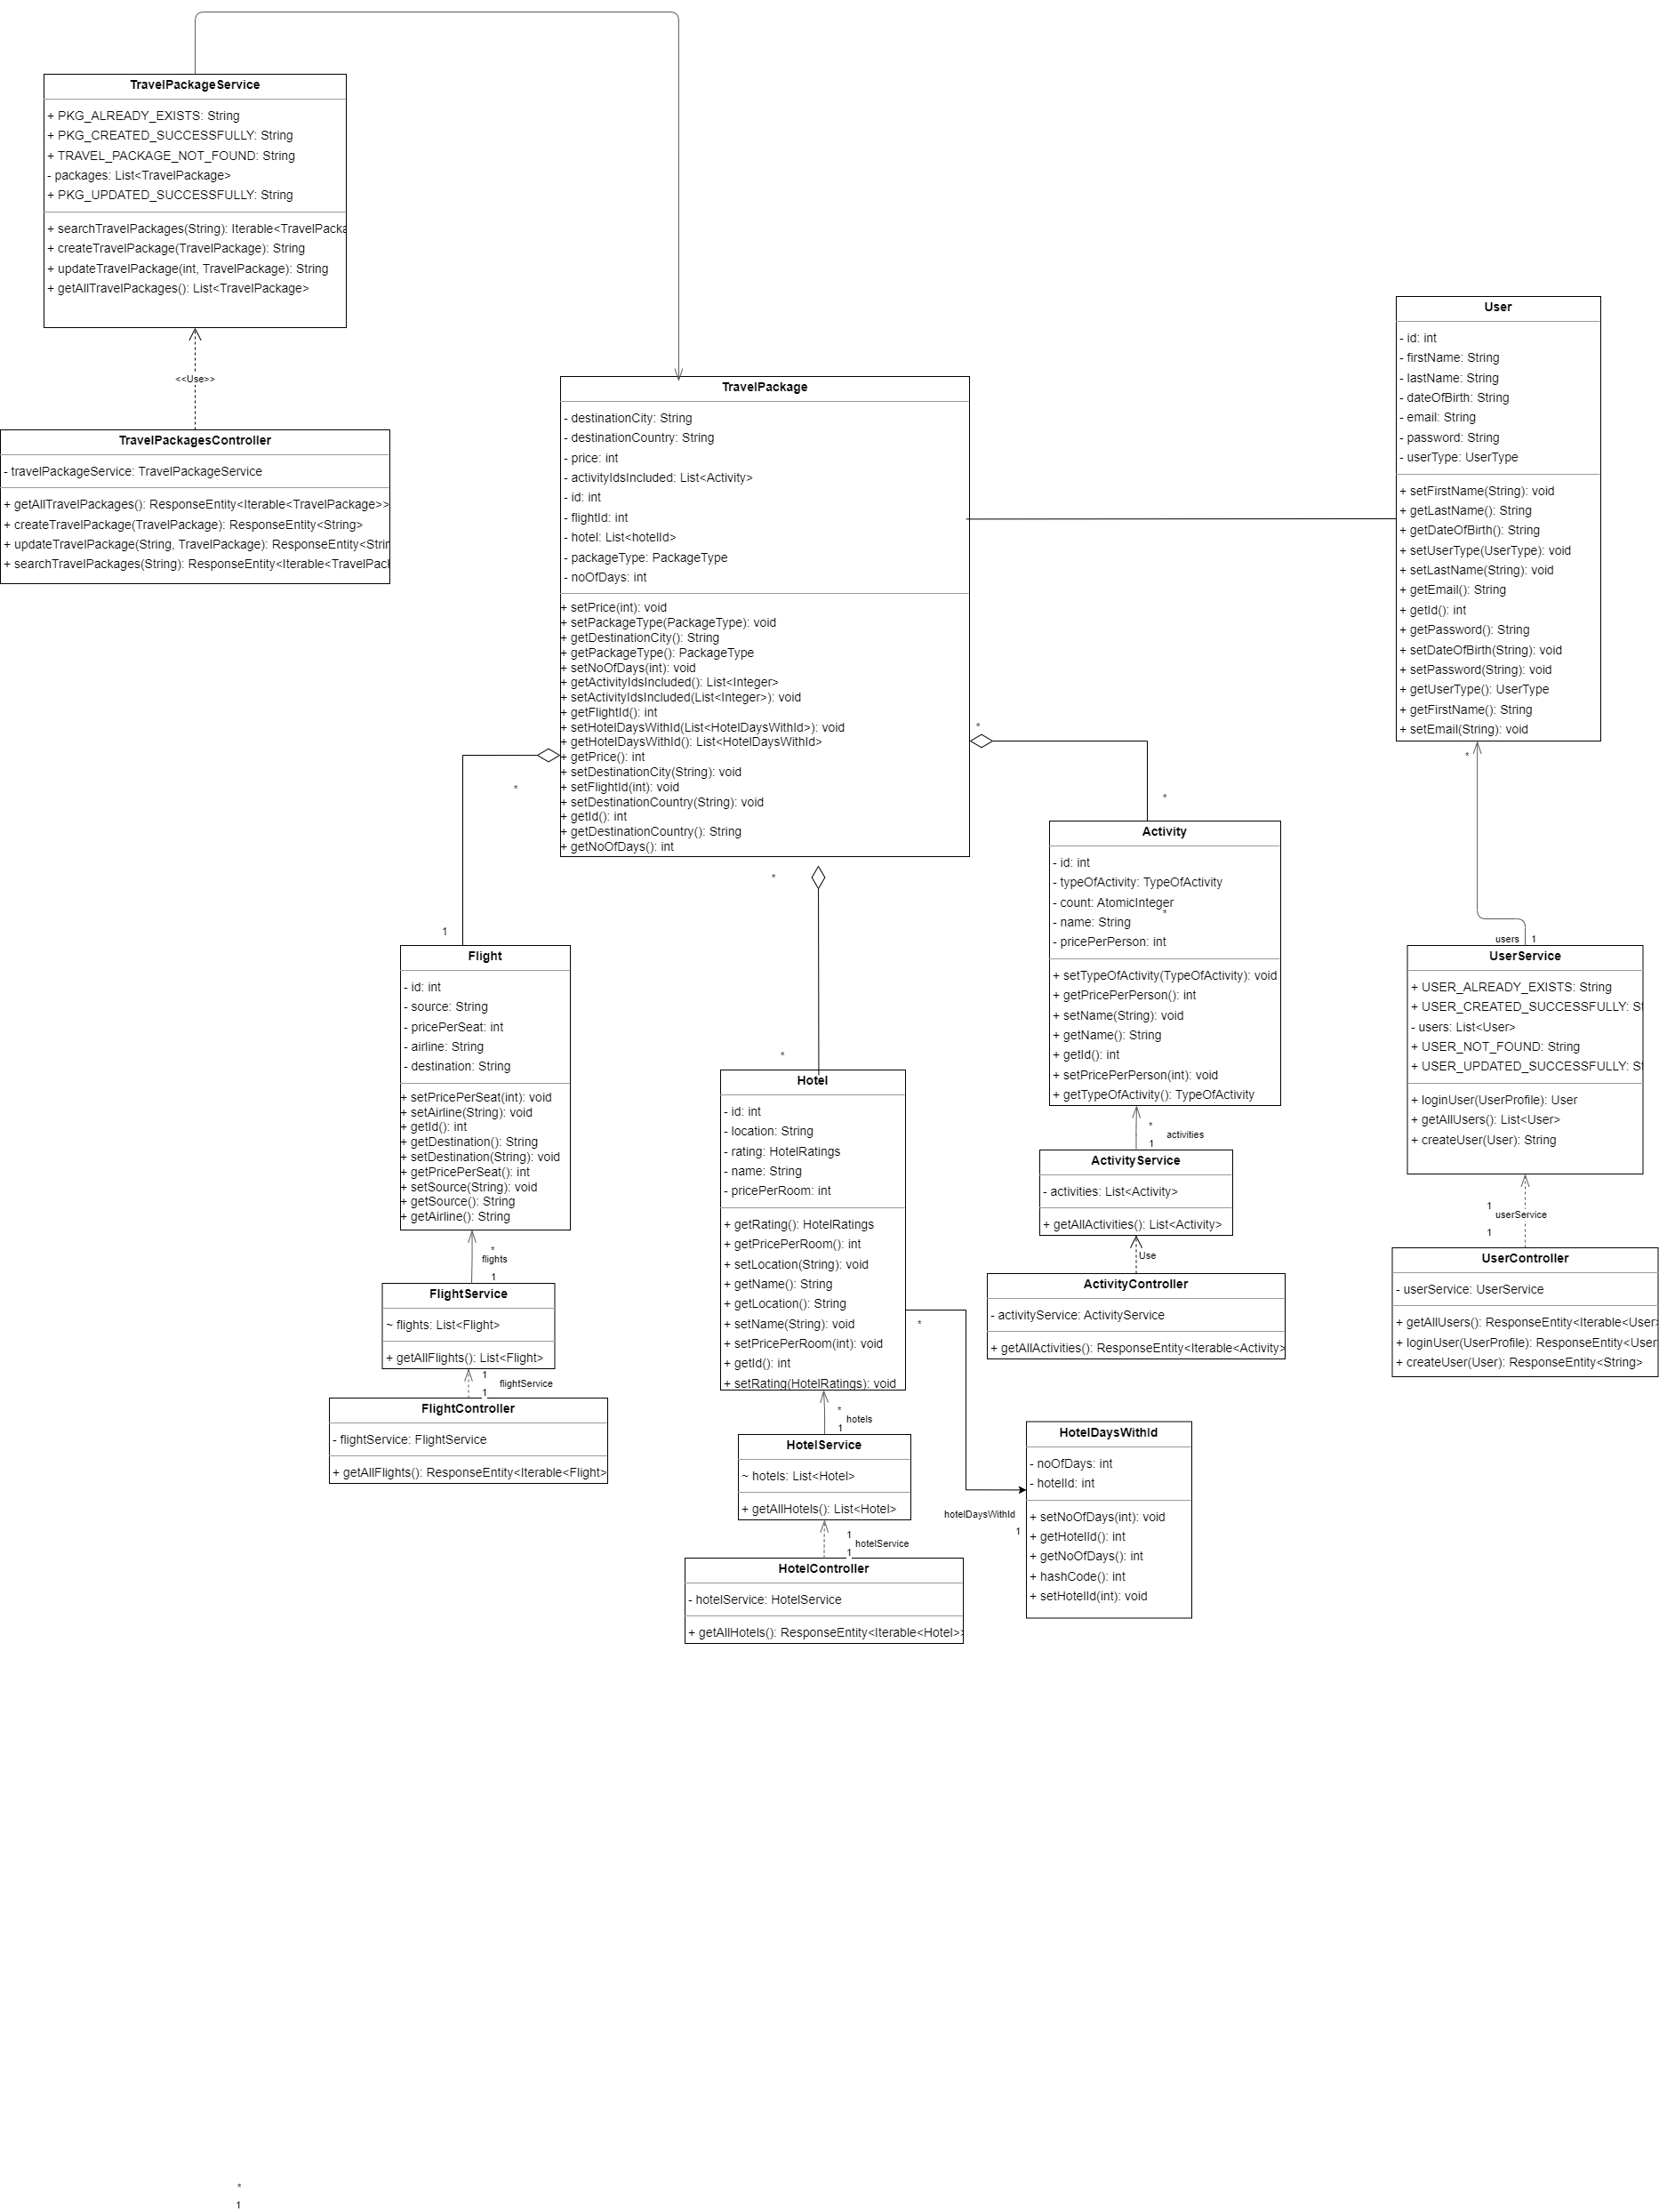 TravelPackageService
+ PKG_ALREADY_EXISTS: String
+ PKG_CREATED_SUCCESSFULLY: String
+ TRAVEL_PACKAGE_NOT_FOUND: String
- packages: List<TravelPackage>
+ PKG_UPDATED_SUCCESSFULLY: String
+ searchTravelPackages(String): Iterable<TravelPacka
+ createTravelPackage(TravelPackage): String
+ updateTravelPackage(int, TravelPackage): String
+ getAllTravelPackages(): List<TravelPackage>
<<Use>>
TravelPackagesController
- travelPackageService: TravelPackageService
+ getAllTravelPackages(): ResponseEntity<Iterable<TravelPackage>>
+ createTravelPackage(TravelPackage): ResponseEntity<String>
+ updateTravelPackage(String, TravelPackage): ResponseEntity<Strin
+ searchTravelPackages(String): ResponseEntity<Iterable<TravelPack
TravelPackage
- destinationCity: String
- destinationCountry: String
- price: int
- activityIdsIncluded: List<Activity>
- id: int
- flightId: int
- hotel: List<hotelId>
- packageType: PackageType
- noOfDays: int
+ setPrice(int): void
+ setPackageType(PackageType): void
+ getDestinationCity(): String
+ getPackageType(): PackageType
+ setNoOfDays(int): void
+ getActivityIdsIncluded(): List<Integer>
+ setActivityIdsIncluded(List<Integer>): void
+ getFlightId(): int
+ setHotelDaysWithId(List<HotelDaysWithId>): void
+ getHotelDaysWithId(): List<HotelDaysWithId>
+ getPrice(): int
+ setDestinationCity(String): void
+ setFlightId(int): void
+ setDestinationCountry(String): void
+ getId(): int
+ getDestinationCountry(): String
+ getNoOfDays(): int
User
- id: int
- firstName: String
- lastName: String
- dateOfBirth: String
- email: String
- password: String
- userType: UserType
+ setFirstName(String): void
+ getLastName(): String
+ getDateOfBirth(): String
+ setUserType(UserType): void
+ setLastName(String): void
+ getEmail(): String
+ getId(): int
+ getPassword(): String
+ setDateOfBirth(String): void
+ setPassword(String): void
+ getUserType(): UserType
+ getFirstName(): String
+ setEmail(String): void
*
*
*
*
*
1
*
Activity
- id: int
- typeOfActivity: TypeOfActivity
- count: AtomicInteger
*
- name: String
- pricePerPerson: int
+ setTypeOfActivity(TypeOfActivity): void
+ getPricePerPerson(): int
+ setName(String): void
+ getName(): String
+ getId(): int
+ setPricePerPerson(int): void
+ getTypeOfActivity(): TypeOfActivity
*
1
activities
ActivityService
- activities: List<Activity>
+ getAllActivities(): List<Activity>
Use
ActivityController
- activityService: ActivityService
+ getAllActivities(): ResponseEntity<Iterable<Activity>
users 1
UserService
+ USER_ALREADY_EXISTS: String
+ USER_CREATED_SUCCESSFULLY: St
- users: List<User>
+ USER_NOT_FOUND: String
+ USER_UPDATED_SUCCESSFULLY: St
+ loginUser(UserProfile): User
+ getAllUsers(): List<User>
+ createUser(User): String
1
userService
1
UserController
- userService: UserService
+ getAllUsers(): ResponseEntity<Iterable<User>
+ loginUser(UserProfile): ResponseEntity<User
+ createUser(User): ResponseEntity<String>
Flight
- id: int
- source: String
- pricePerSeat: int
- airline: String
- destination: String
+ setPricePerSeat(int): void
+ setAirline(String): void
+ getId(): int
+ getDestination(): String
+ setDestination(String): void
+ getPricePerSeat(): int
+ setSource(String): void
+ getSource(): String
+ getAirline(): String
*
flights
1
FlightService
~ flights: List<Flight>
+ getAllFlights(): List<Flight>
1
flightService
1
FlightController
- flightService: FlightService
+ getAllFlights(): ResponseEntity<Iterable<Flight>
Hotel
- id: int
- location: String
- rating: HotelRatings
- name: String
- pricePerRoom: int
+ getRating(): HotelRatings
+ getPricePerRoom(): int
+ setLocation(String): void
+ getName(): String
+ getLocation(): String
+ setName(String): void
+ setPricePerRoom(int): void
+ getId(): int
+ setRating(HotelRatings): void
*
*
hotels
1
HotelService
~ hotels: List<Hotel>
+ getAllHotels(): List<Hotel>
1
hotelService
1
HotelController
- hotelService: HotelService
+ getAllHotels(): ResponseEntity<Iterable<Hotel>>
hotelDaysWithId
1
HotelDaysWithId
- noOfDays: int
- hotelId: int
+ setNoOfDays(int): void
+ getHotelId(): int
+ getNoOfDays(): int
+ hashCode(): int
+ setHotelId(int): void
*
1